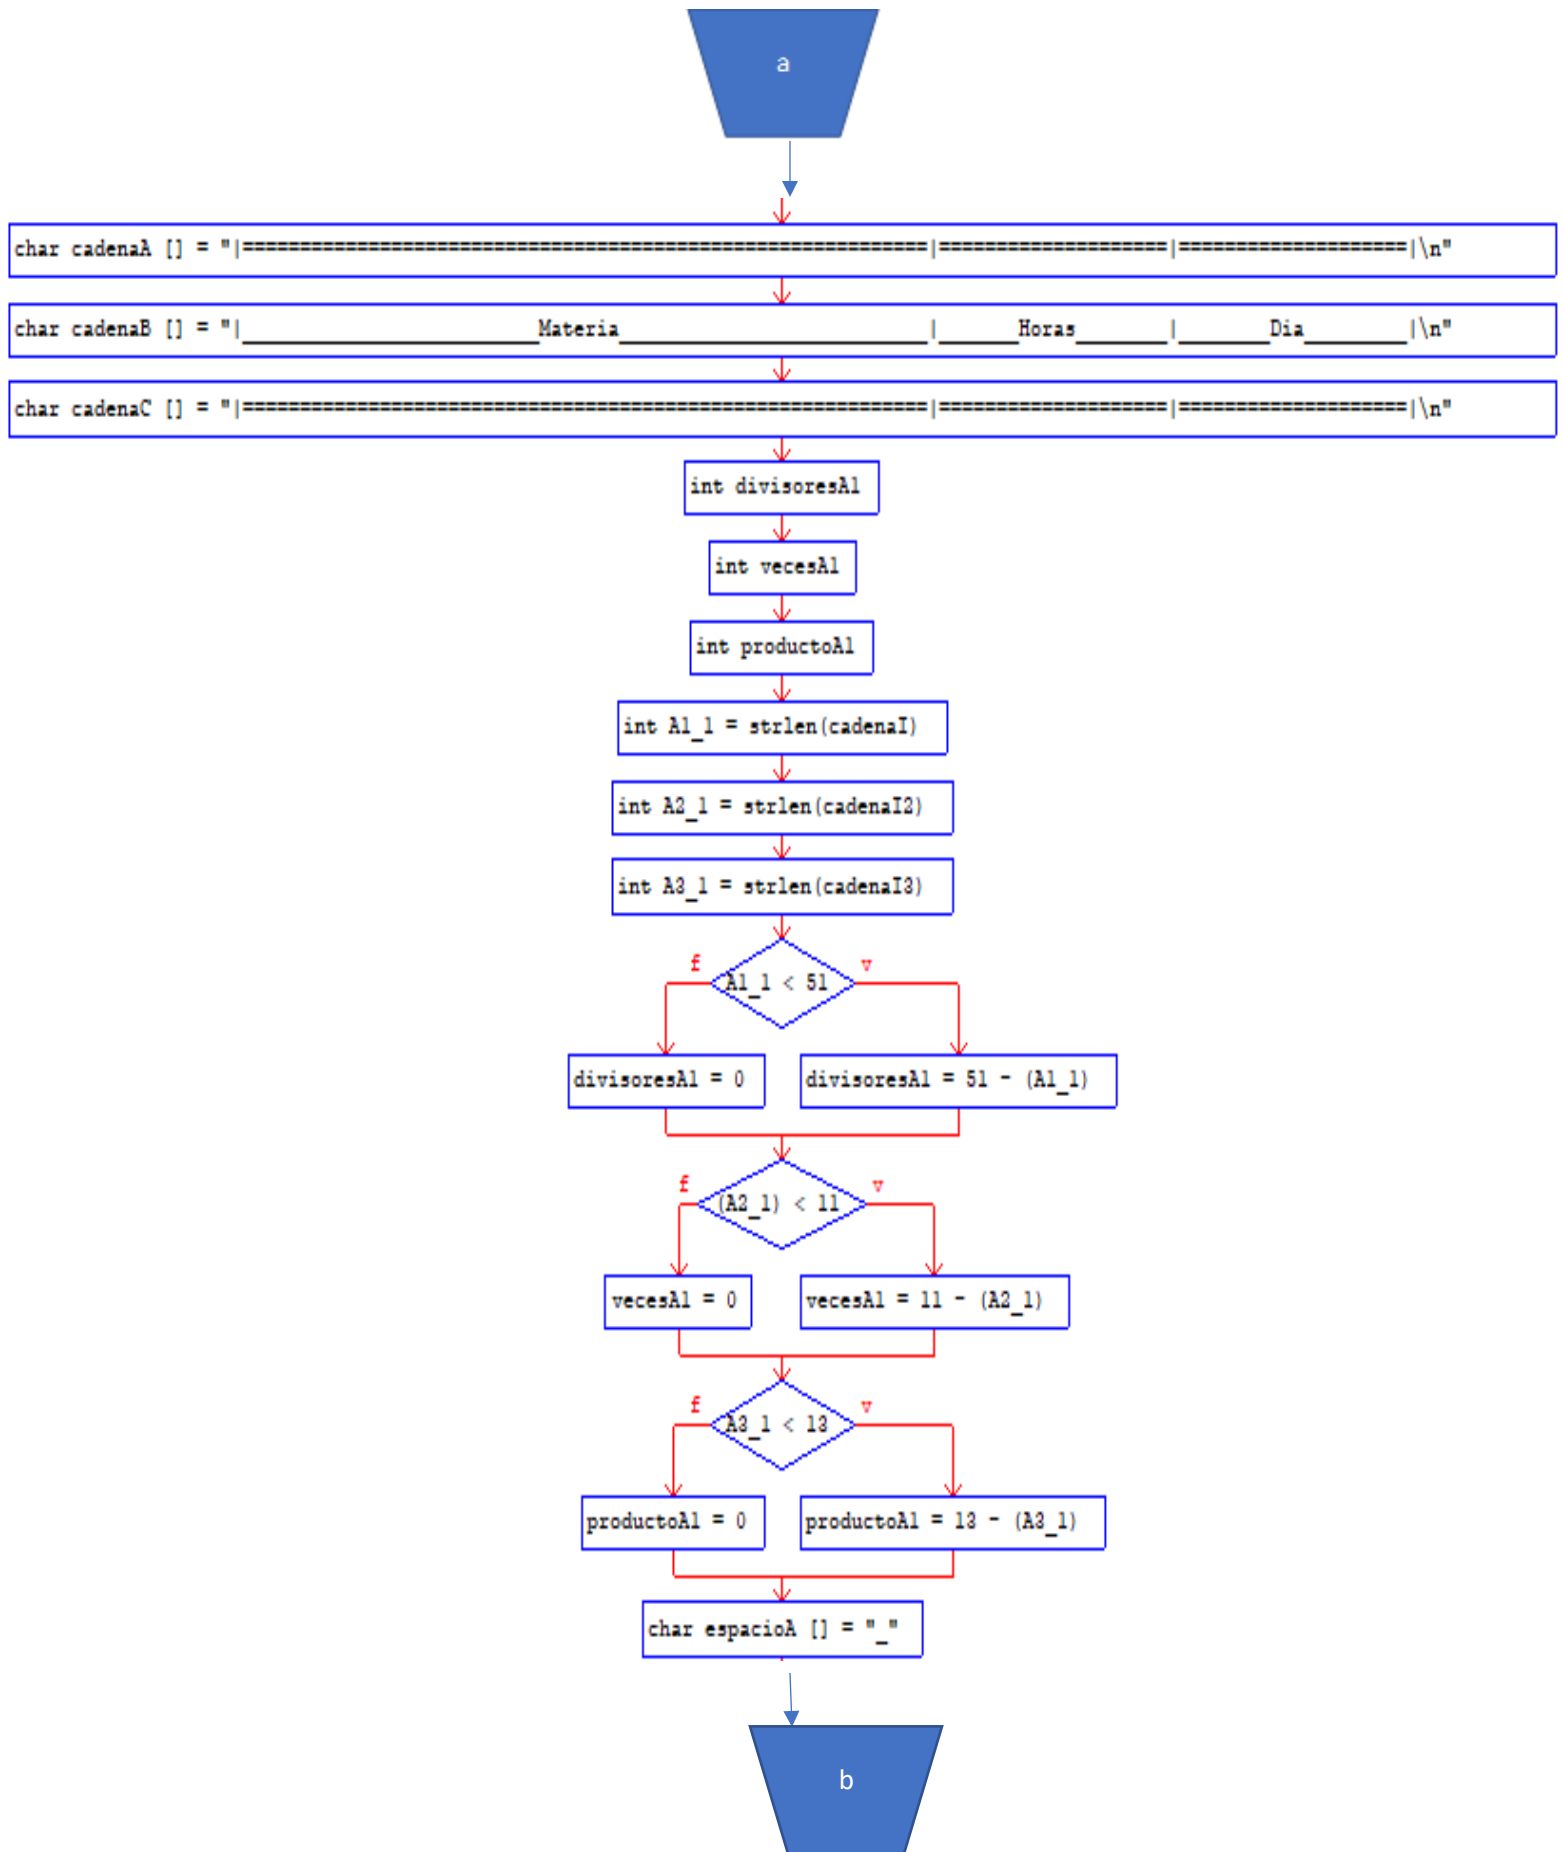 a
char cadenaA [] = "|============================================================|====================|====================|\n"
char cadenaB [] = "|__________________________Materia___________________________|_______Horas________|________Dia_________|\n"
char cadenaC [] = "|============================================================|====================|====================|\n"
int divisoresA1
int vecesA1
int productoA1
int A1_1 = strlen(cadenaI)
int A2_1 = strlen(cadenaI2)
int A3_1 = strlen(cadenaI3)
f A1_1 < 51 v
divisoresA1 = 0 divisoresA1 = 51 - (A1_1)
f (A2_1) < 11 v
vecesA1 = 0 vecesA1 = 11 - (A2_1)
f A3_1 < 13 v
productoA1 = 0 productoA1 = 13 - (A3_1)
char espacioA [] = "_"
b